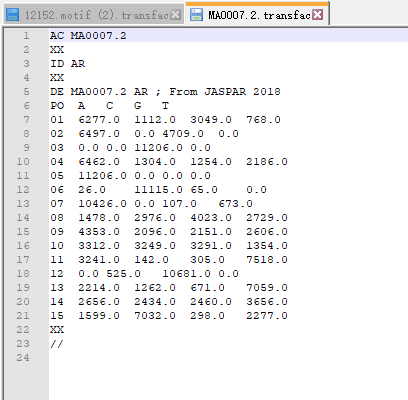 12152.motif (2).transfac MA0007.2.transfac
1 AC MA0007.2
2 XX
3 ID AR
4 XX
5 DE MA0007.2 AR ; From JASPAR 2018
6 PO A C G T
7 01 6277.0 1112.0 3049.0 768.0
8 02 6497.0 0.0 4709.0 0.0
9 03 0.0 0.0 11206.0 0.0
10 04 6462.0 1304.0 1254.0 2186.0
11 05 11206.0 0.0 0.0 0.0
12 06 26.0 11115.0 65.0 0.0
13 07 10426.0 0.0 107.0 673.0
14 08 1478.0 2976.0 4023.0 2729.0
15 09 4353.0 2096.0 2151.0 2606.0
16 10 3312.0 3249.0 3291.0 1354.0
17 11 3241.0 142.0 305.0 7518.0
18 12 0.0 525.0 10681.0 0.0
19 13 2214.0 1262.0 671.0 7059.0
20 14 2656.0 2434.0 2460.0 3656.0
21 15 1599.0 7032.0 298.0 2277.0
22 XX
23 //
24